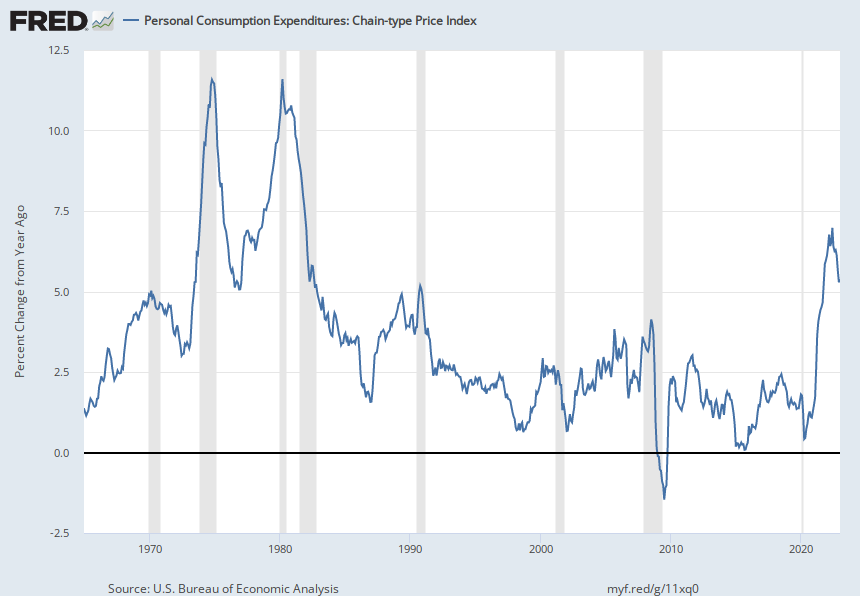 FRED
Personal Consumption Expenditures: Chain-type Price Index
12.5
10.0
7.5
5.0
2.5
0.0
-2.5
Percent Change from Year Ago
1970 1980 1990 2000 2010 2020
Source: U.S. Bureau of Economic Analysis myf.red/g/11xq0